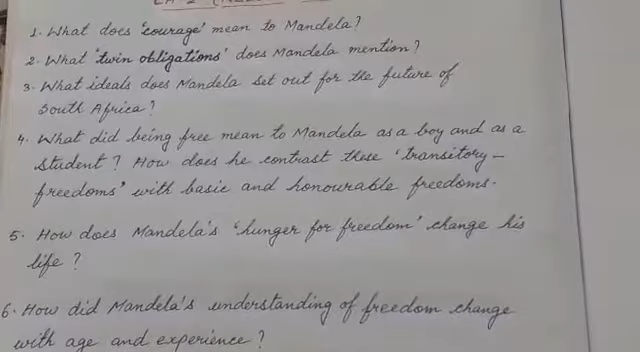 1. What does 'courage' mean to Mandela?
2. What 'twin obligations' does Mandela mention?
3. What ideals does Mandela set out for the future of
South Africa?
4. What did being free mean to Mandela as a boy and as a
student? How does he contrast these 'transitory-
freedoms' with basic and honourable freedoms.
5. How does Mandela's 'hunger for freedom' change his
life?
6. How did Mandela's understanding of freedom change
with age and experience?